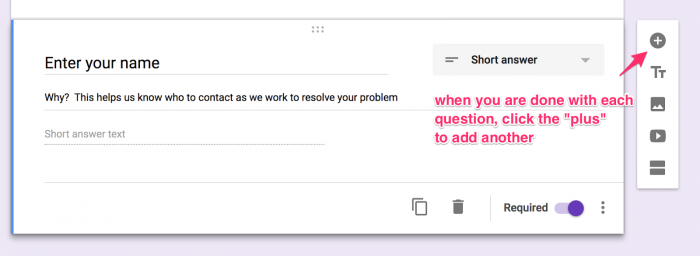 Enter your name
Short answer
Why?  This helps us know who to contact as we work to resolve your problem
when you are done with each
question, click the "plus"
to add another
Short answer text
Required